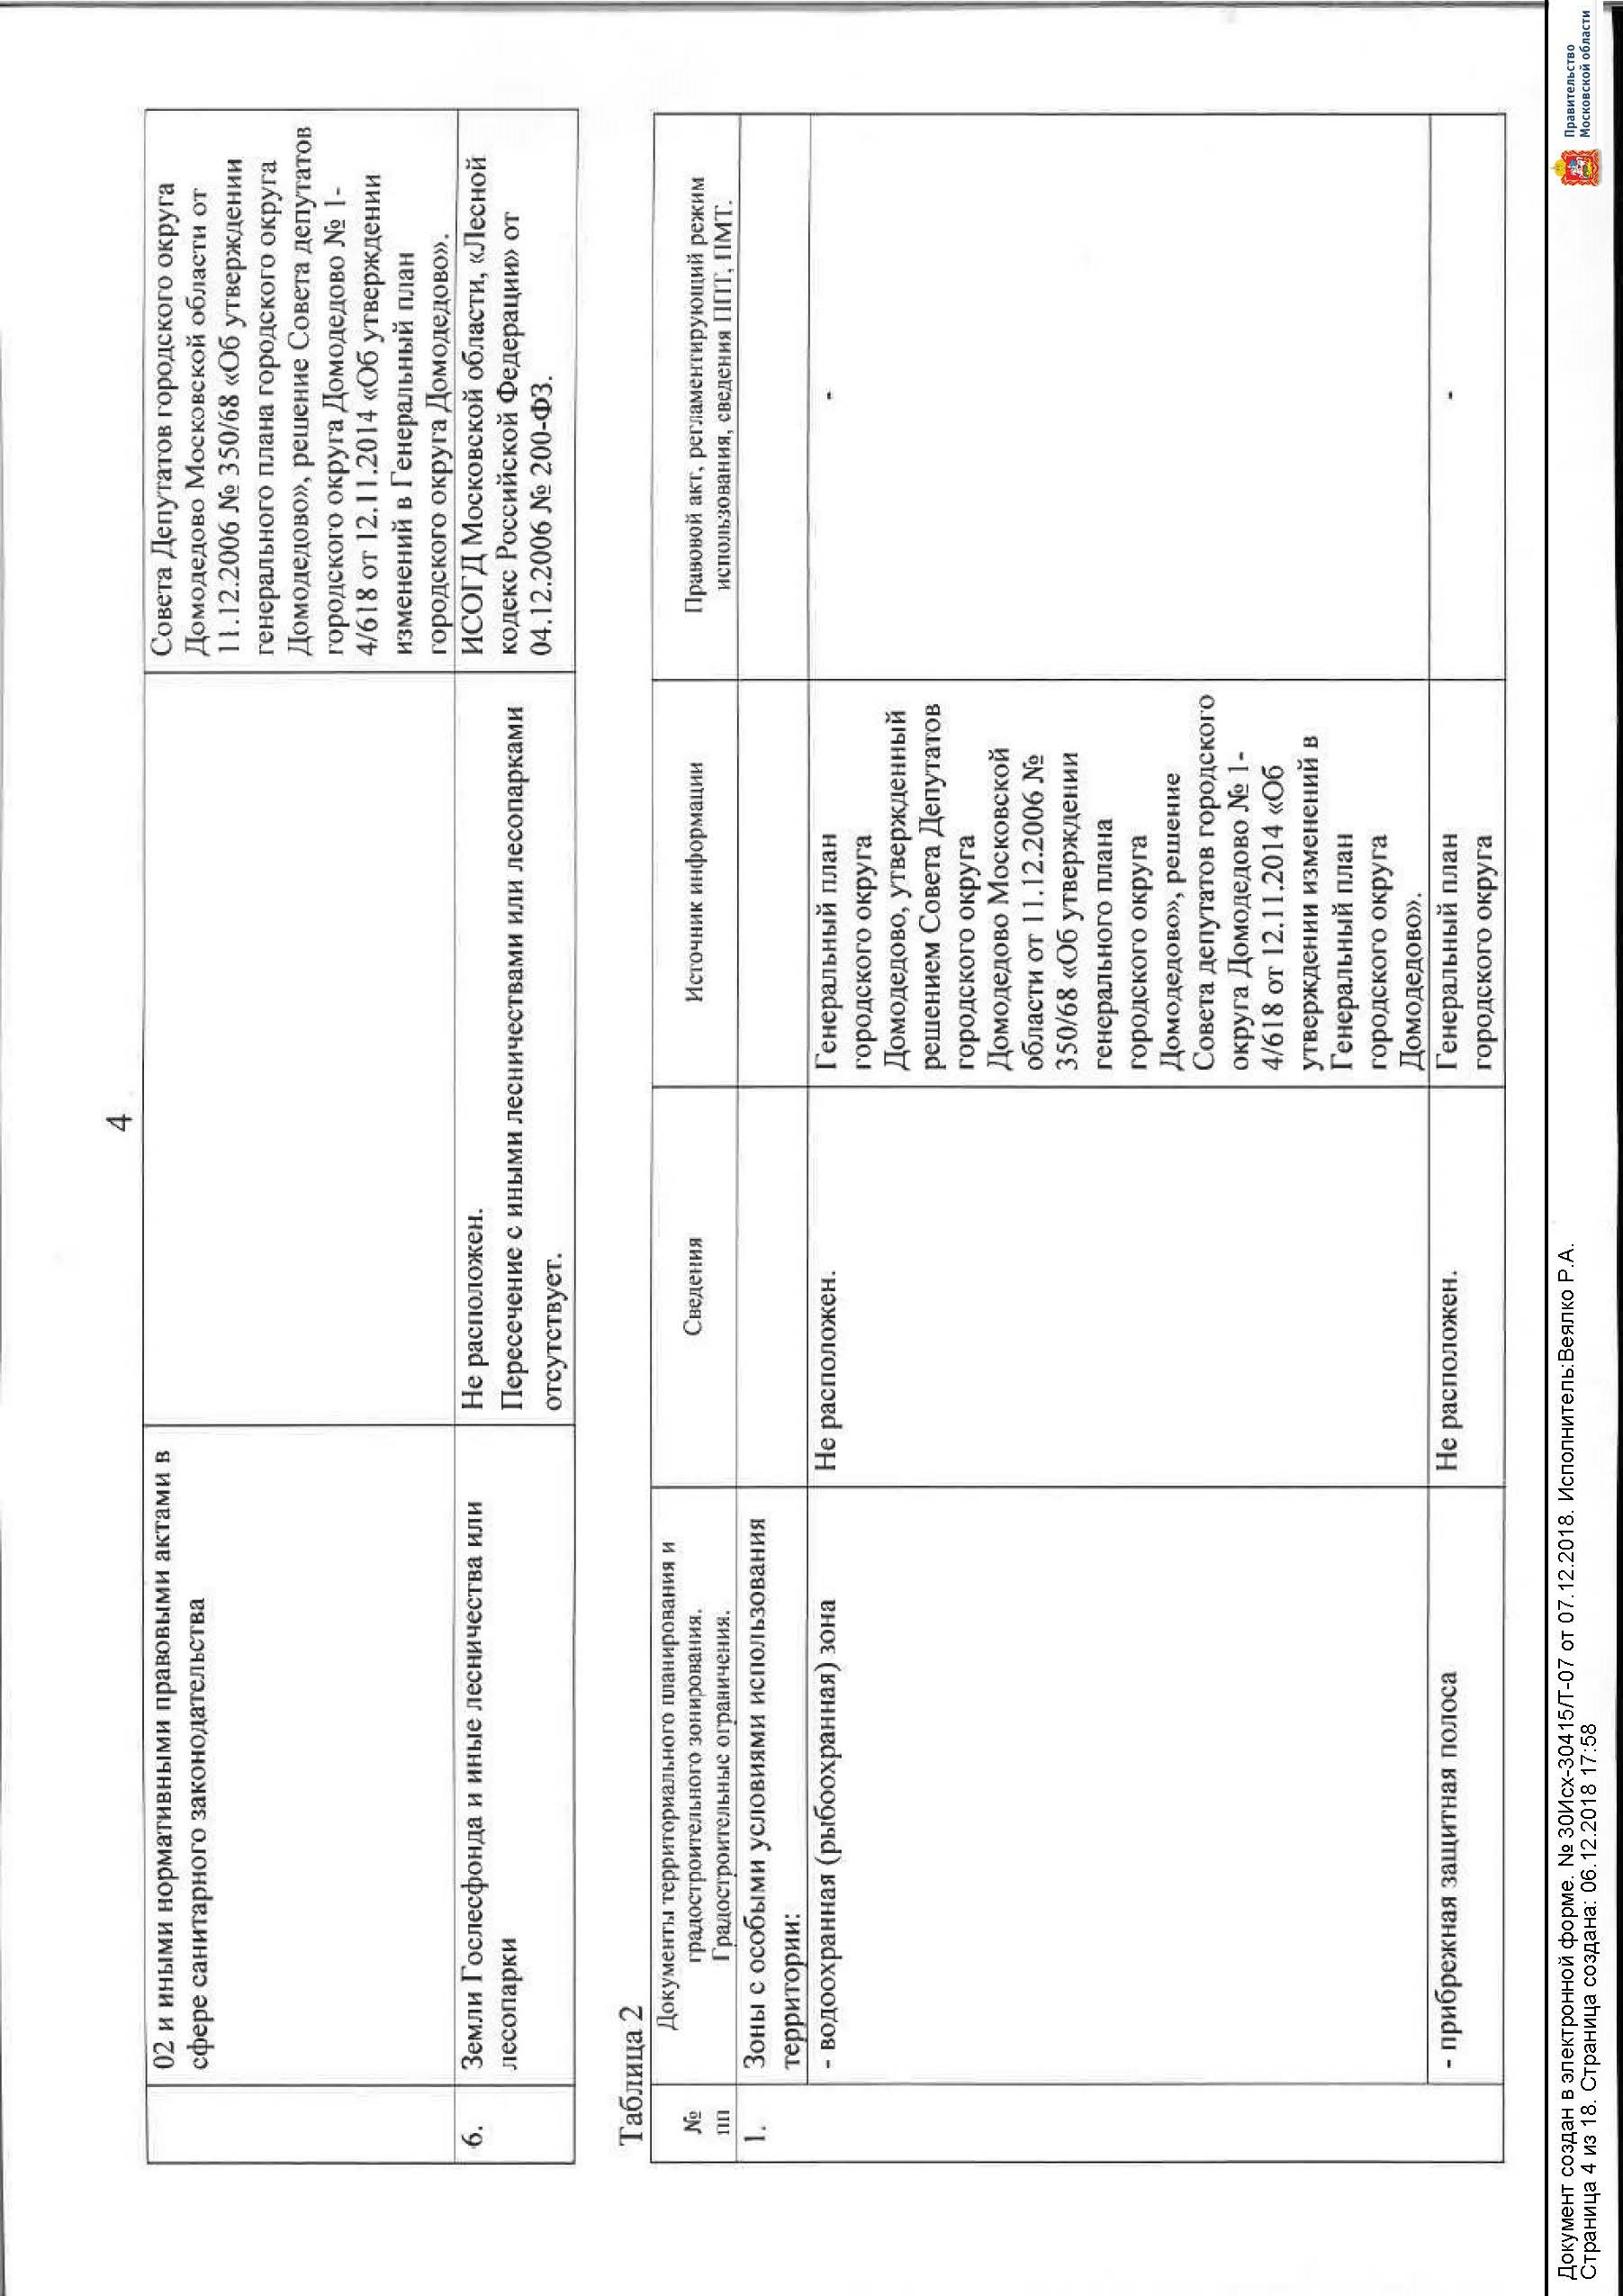 4
02 и иными нормативными правовыми актами в
сфере санитарного законодательства
Совета Депутатов городского округа
Домодедово Московской области от
11.12.2006 № 350/68 «Об утверждении
генерального плана городского округа
Домодедово», решение Совета депутатов
городского округа Домодедово № 1-
4/618 от 12.11.2014 «Об утверждении
изменений в Генеральный план
городского округа Домодедово».
6.
Земли Гослесфонда и иные лесничества или
лесопарки
Не расположен.
Пересечение с иными лесничествами или лесопарками
отсутствует.
ИСОГД Московской области, «Лесной
кодекс Российской Федерации» от
04.12.2006 № 200-ФЗ.
Таблица 2
№
пп
Документы территориального планирования и
градостроительного зонирования.
Градостроительные ограничения.
Сведения
Источник информации
Правовой акт, регламентирующий режим
использования, сведения ППТ, ПМТ.
1.
Зоны с особыми условиями использования
территории:
- водоохранная (рыбоохранная) зона
Не расположен.
Генеральный план
городского округа
Домодедово, утвержденный
решением Совета Депутатов
городского округа
Домодедово Московской
области от 11.12.2006 №
350/68 «Об утверждении
генерального плана
городского округа
Домодедово», решение
Совета депутатов городского
округа Домодедово № 1-
4/618 от 12.11.2014 «Об
утверждении изменений в
Генеральный план
городского округа
Домодедово».
-
- прибрежная защитная полоса
Не расположен.
Генеральный план
городского округа
-
Документ создан в электронной форме. № 30Исх-30415/Т-07 от 07.12.2018. Исполнитель:Веялко Р.А.
Страница 4 из 18. Страница создана: 06.12.2018 17:58
Правительство
Московской области